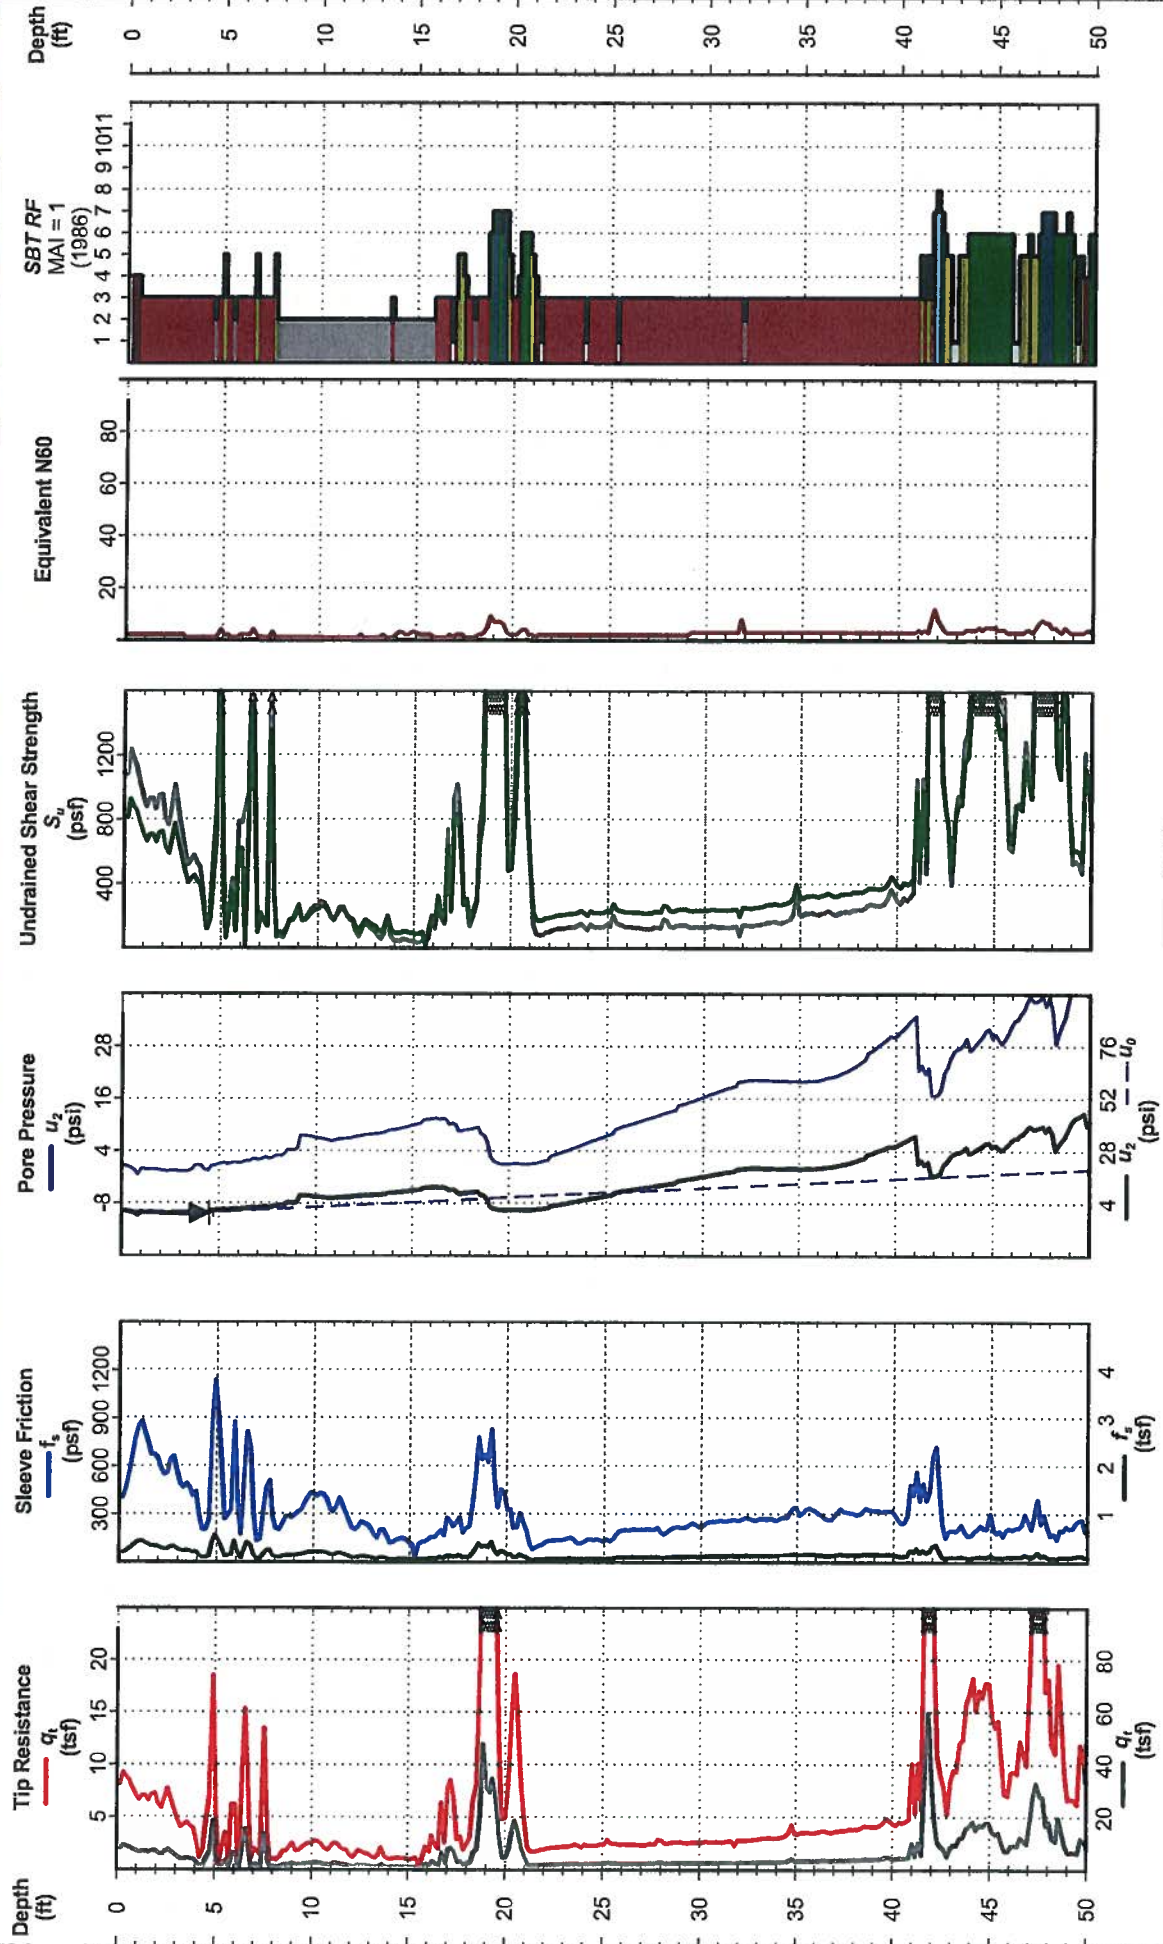 Depth
(ft)
0
5
10
15
20
25
30
35
40
45
50
Tip Resistance
qt
(tsf)
5
10
15
20
20
40
60
80
qt
(tsf)
Sleeve Friction
fs
(psf)
300
600
900
1200
1
2
3
4
fs
(tsf)
Pore Pressure
u2
(psi)
-8
4
16
28
4
28
52
76
u2
u0
(psi)
Undrained Shear Strength
Su
(psf)
400
800
1200
Equivalent N60
20
40
60
80
SBT RF
MAI = 1
(1986)
1 2 3 4 5 6 7 8 9 1011
Depth
(ft)
0
5
10
15
20
25
30
35
40
45
50